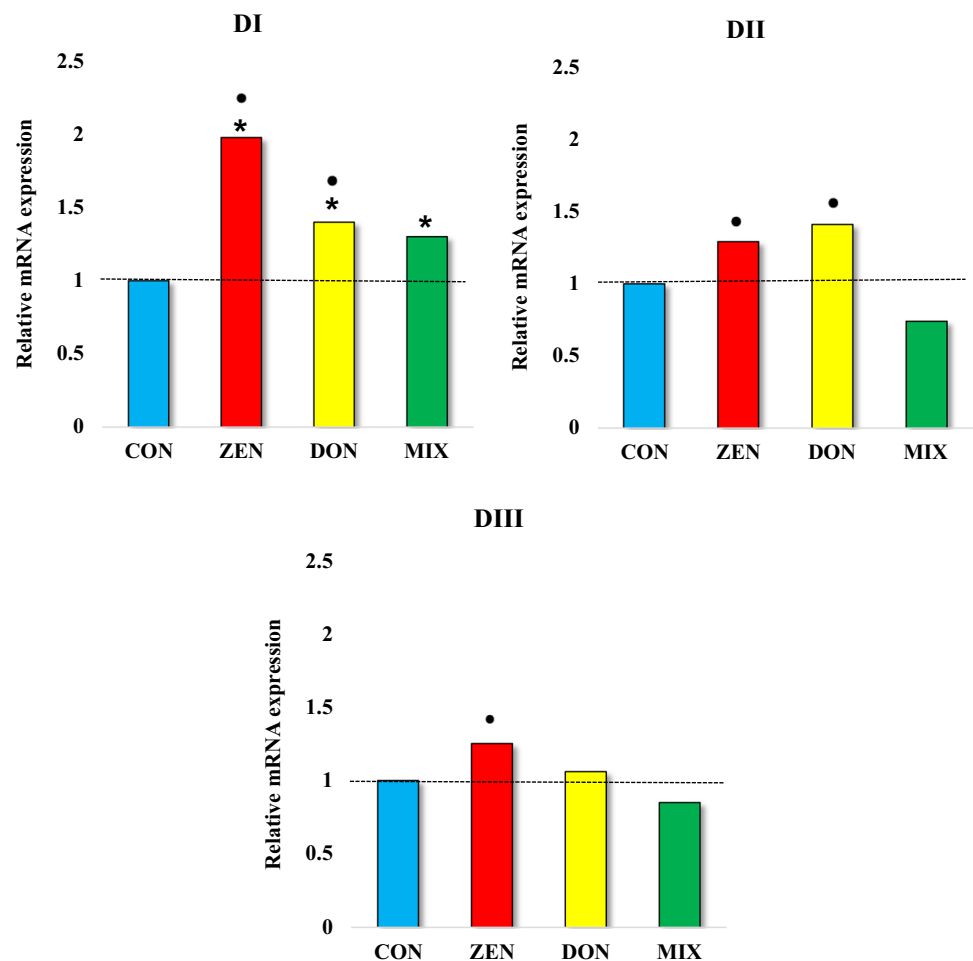 DI
Relative mRNA expression
2.5
2
1.5
1
0.5
0
•
*
•
*
*
CON ZEN DON MIX
DII
Relative mRNA expression
2.5
2
1.5
1
0.5
0
•
•
CON ZEN DON MIX
DIII
Relative mRNA expression
2.5
2
1.5
1
0.5
0
•
CON ZEN DON MIX